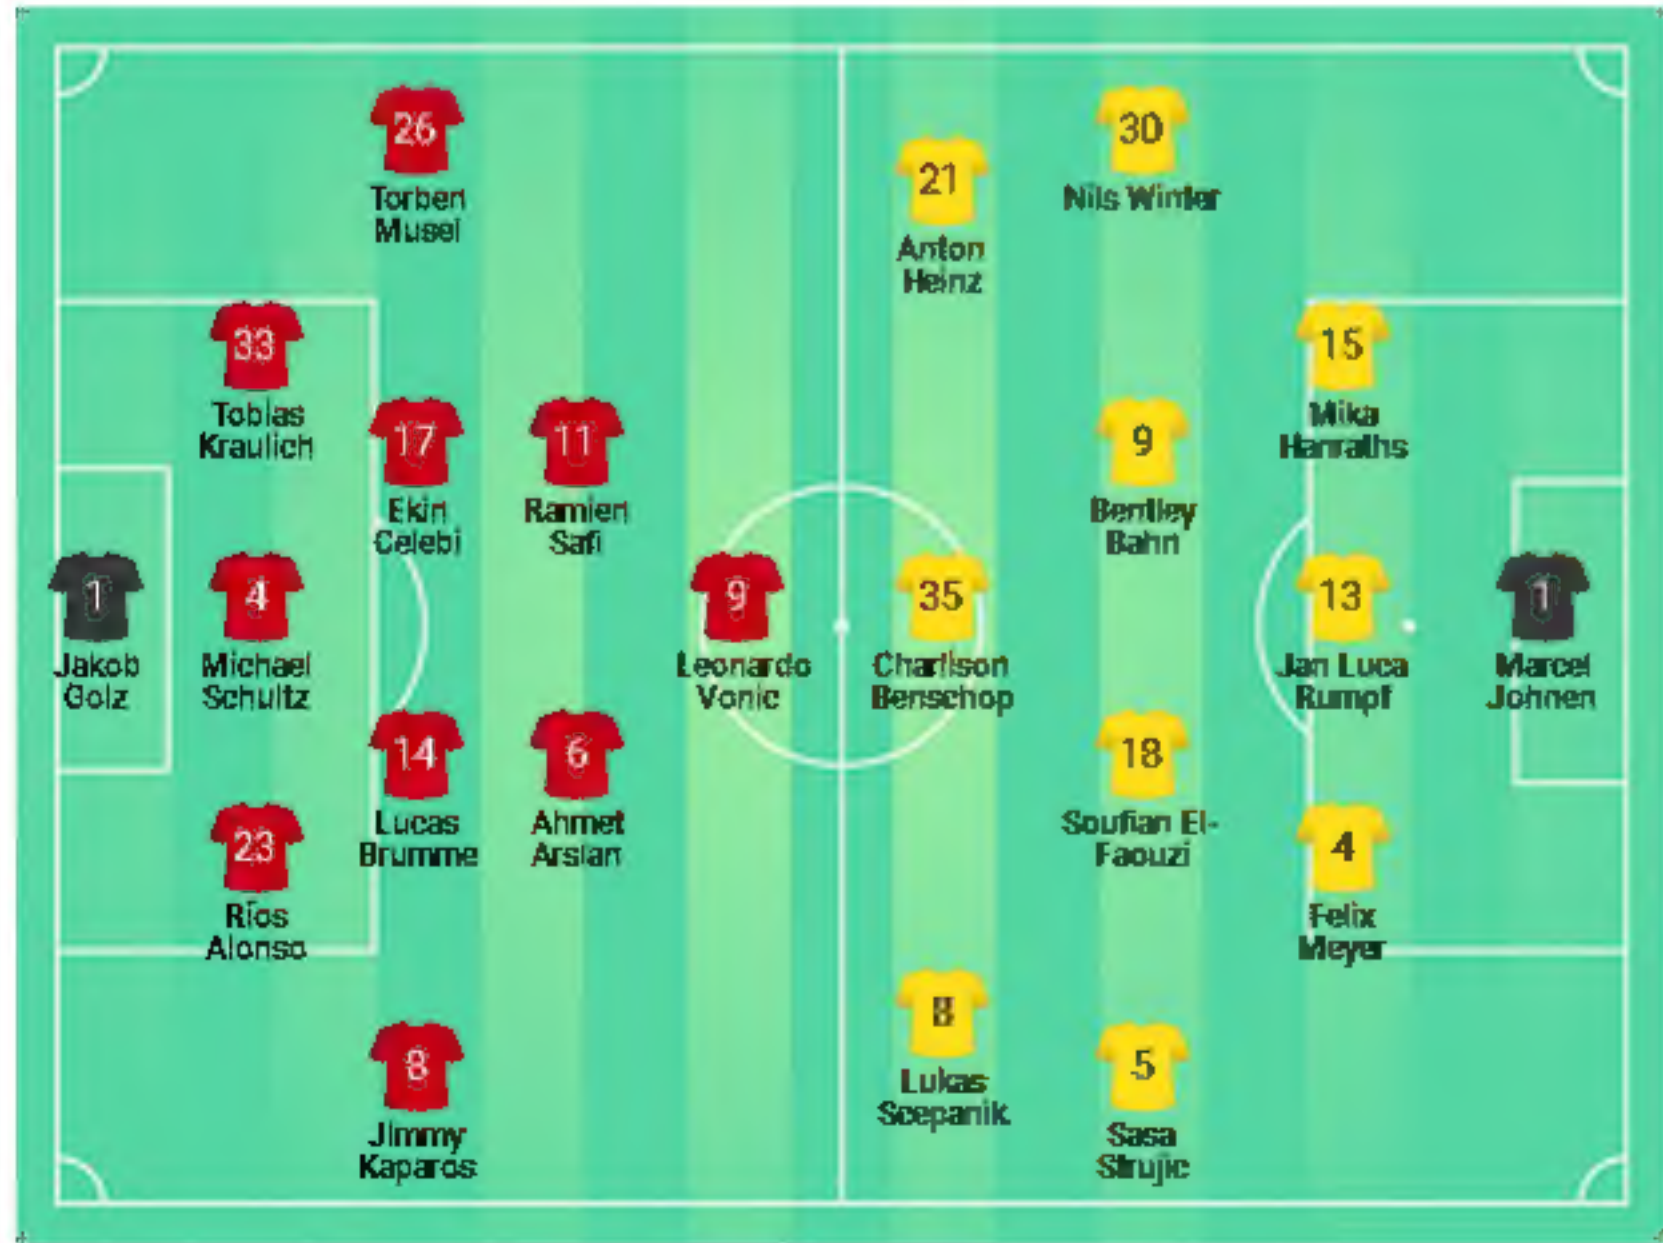 26
Torben
Musel
33
Tobias
Kraulich
17
Ekin
Celebi
11
Ramien
Safi
1
Jakob
Golz
4
Michael
Schultz
9
Leonardo
Vonic
14
Lucas
Brumme
6
Ahmet
Arslan
23
Ríos
Alonso
8
Jimmy
Kaparos
21
Anton
Heinz
30
Nils Winter
15
Mika
Hanraths
9
Bentley
Bahn
35
Charlison
Benschop
13
Jan Luca
Rumpf
1
Marcel
Johnen
18
Soufian El-
Faouzi
4
Felix
Meyer
8
Lukas
Scepanik
5
Sasa
Strujic